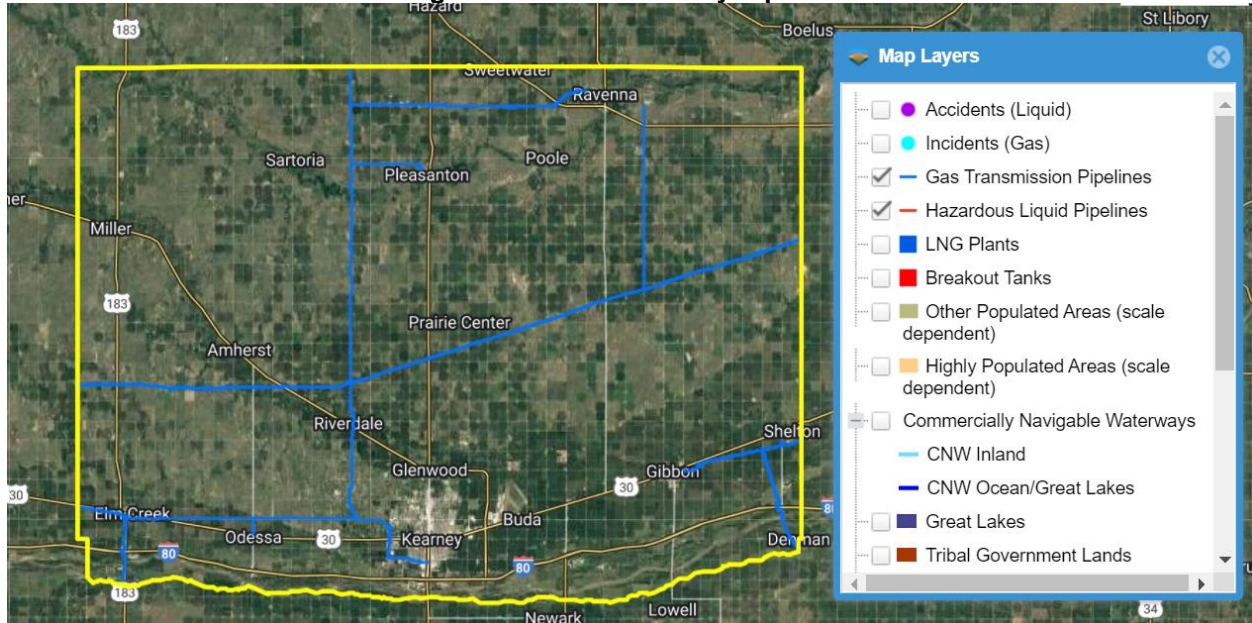 Hazard
St Libory
183
Boelus
Sweetwater
Ravenna
Sartoria
Poole
Pleasanton
Miller
183
Prairie Center
Amherst
Riverdale
Shelton
Glenwood
Gibbon
30
30
Elm Creek
Buda
Odessa
30
Kearney
80
80
183
Newark
Lowell
34
Map Layers
Accidents (Liquid)
Incidents (Gas)
Gas Transmission Pipelines
Hazardous Liquid Pipelines
LNG Plants
Breakout Tanks
Other Populated Areas (scale
dependent)
Highly Populated Areas (scale
dependent)
Commercially Navigable Waterways
CNW Inland
CNW Ocean/Great Lakes
Great Lakes
Tribal Government Lands